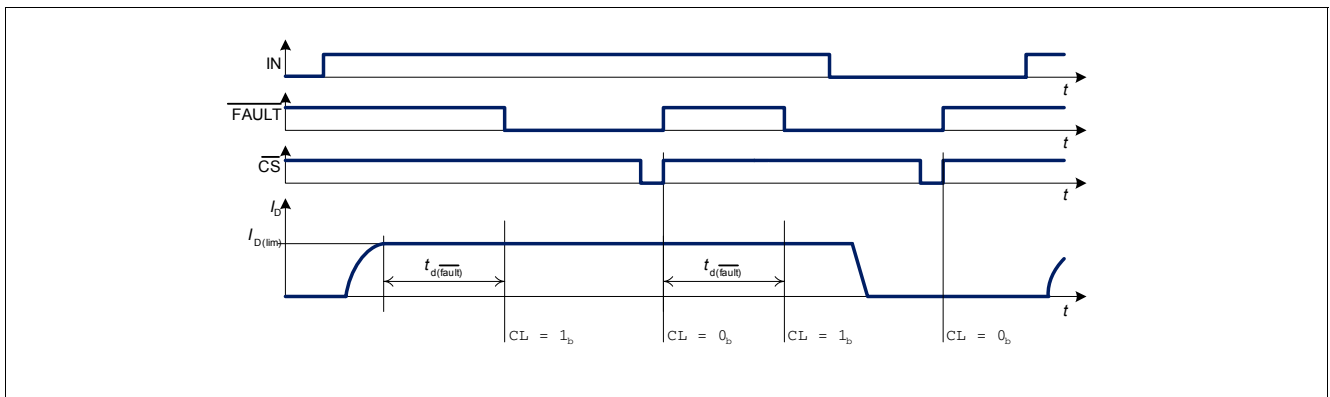 IN
t
FAULT
t
CS
t
I_D
I_D(lim)
t_d(fault)
t_d(fault)
t
CL = 1_b
CL = 0_b
CL = 1_b
CL = 0_b